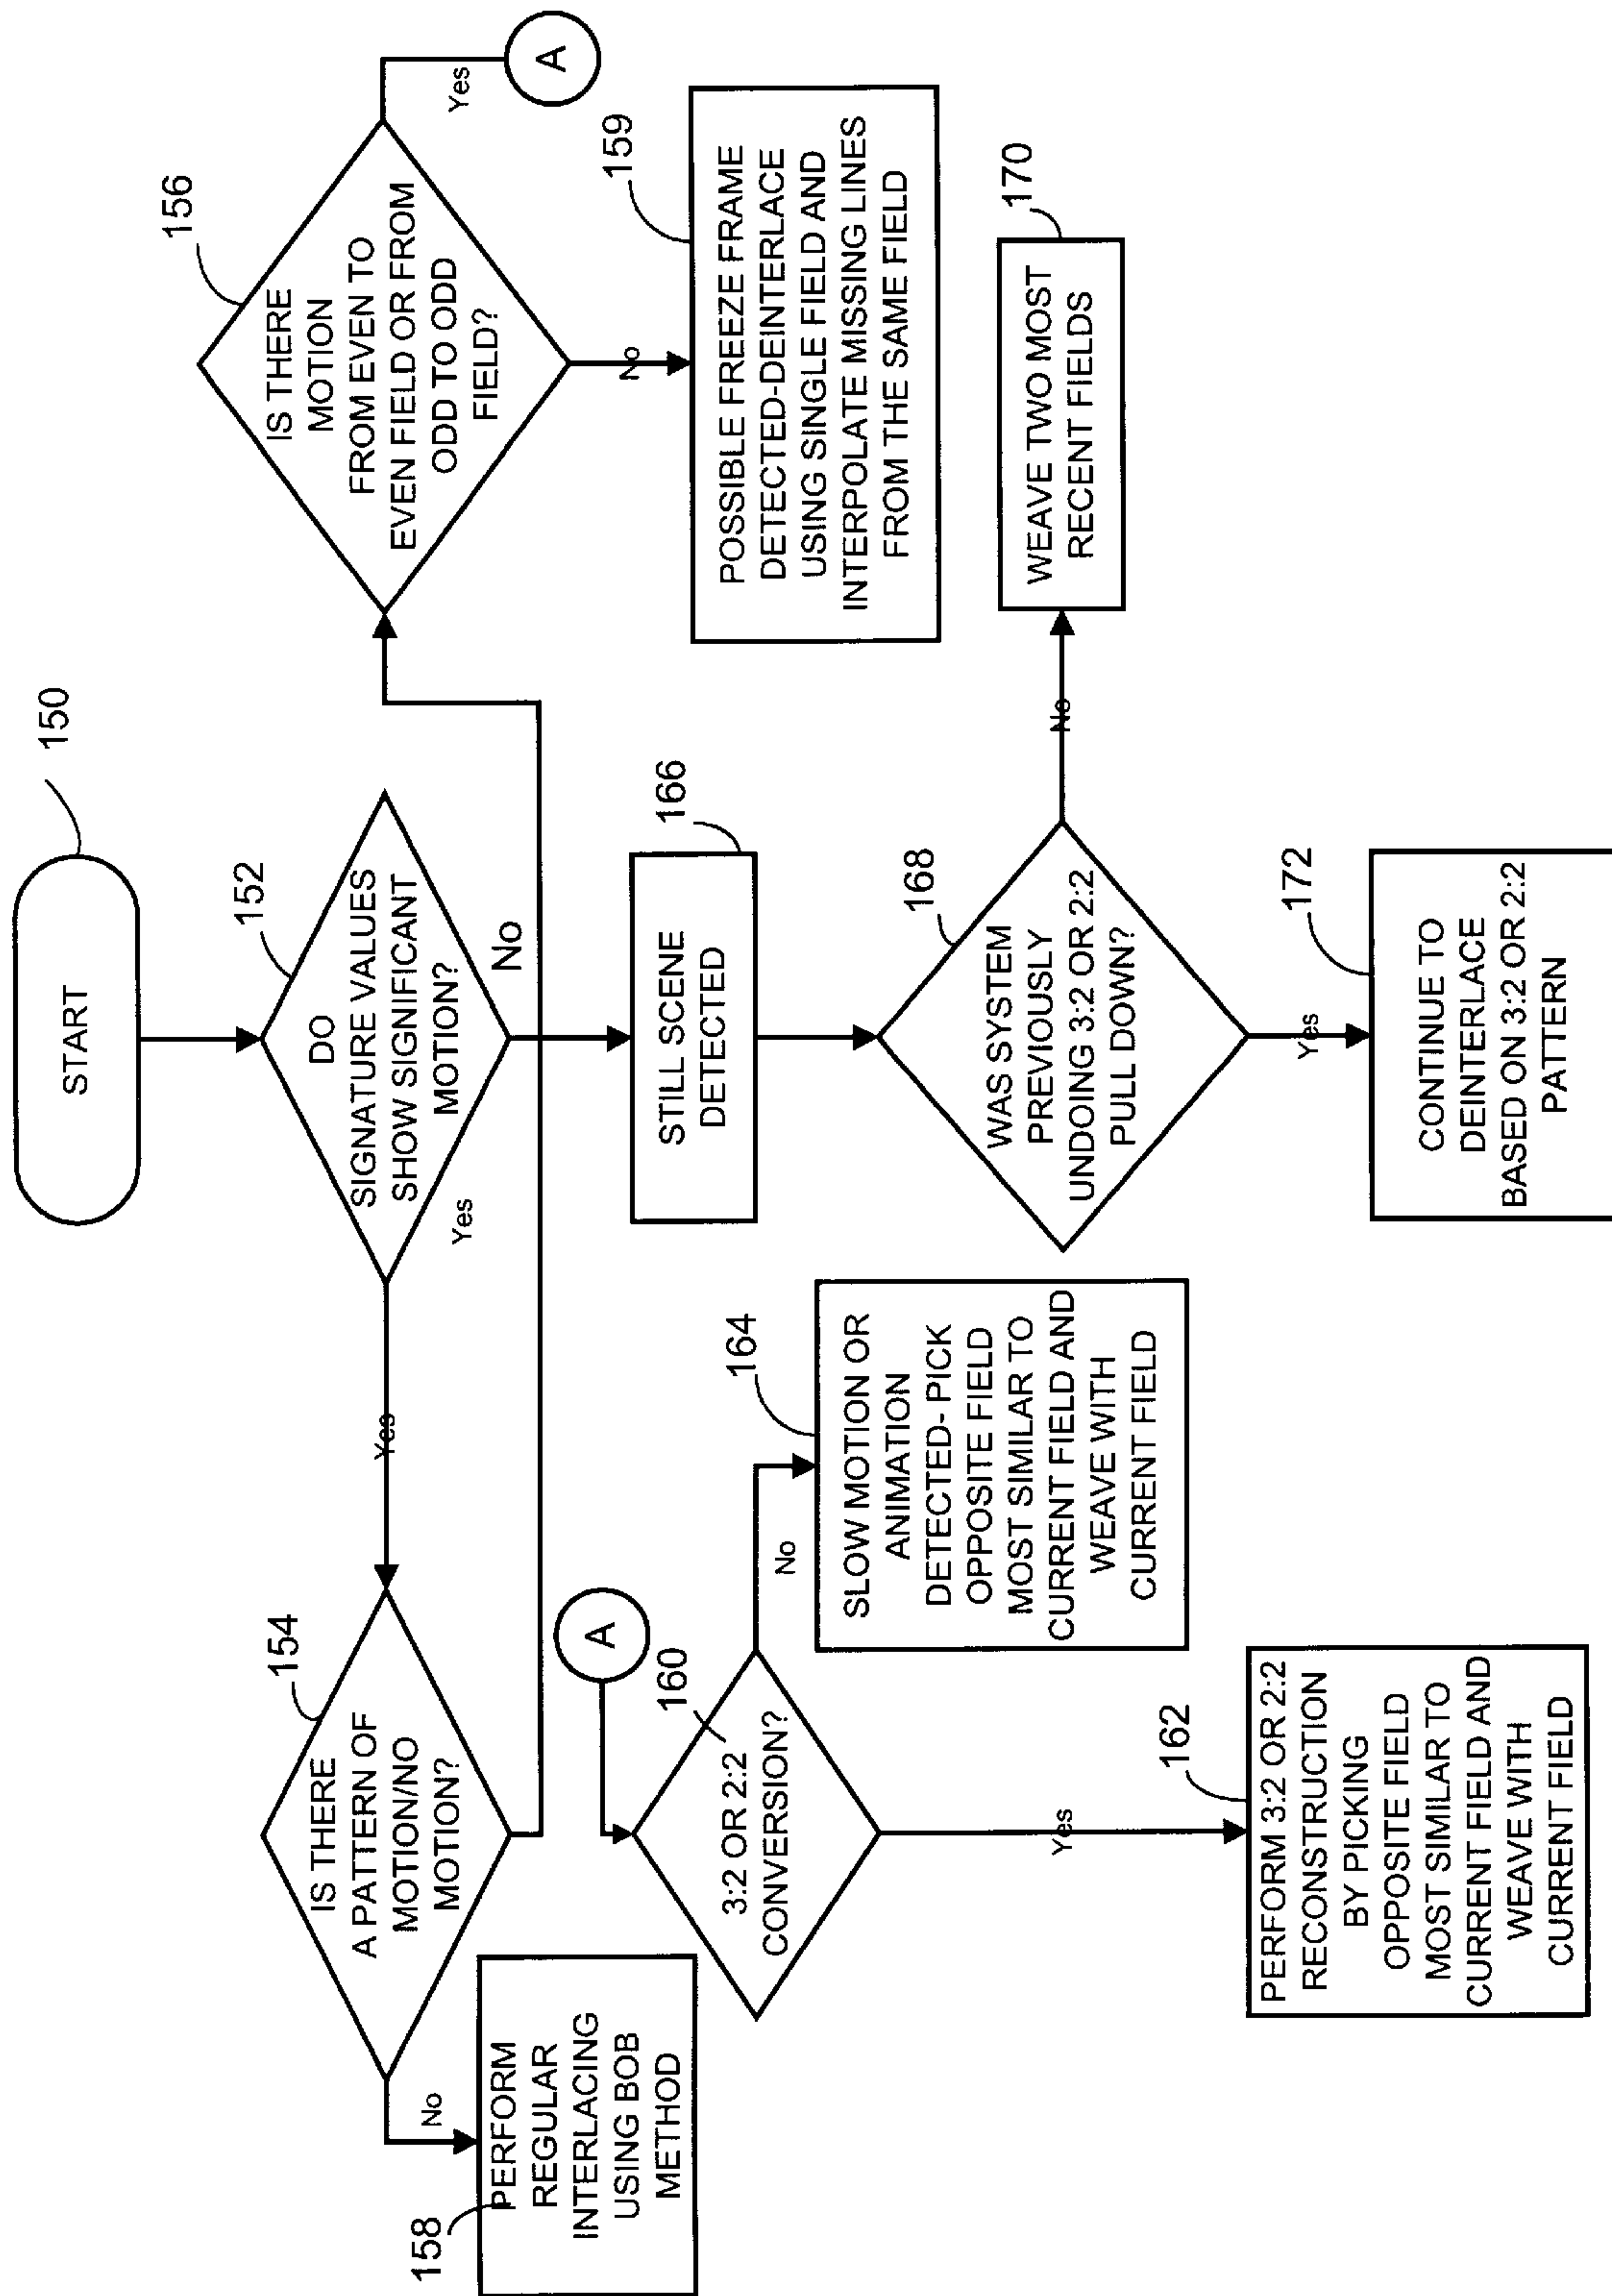 START
150
DO
SIGNATURE VALUES
SHOW SIGNIFICANT
MOTION?
152
Yes
No
Yes
IS THERE
A PATTERN OF
MOTION/NO
MOTION?
154
No
PERFORM
REGULAR
INTERLACING
USING BOB
METHOD
158
IS THERE
MOTION
FROM EVEN TO
EVEN FIELD OR FROM
ODD TO ODD
FIELD?
156
Yes
A
No
POSSIBLE FREEZE FRAME
DETECTED-DEINTERLACE
USING SINGLE FIELD AND
INTERPOLATE MISSING LINES
FROM THE SAME FIELD
159
A
3:2 OR 2:2
CONVERSION?
160
No
SLOW MOTION OR
ANIMATION
DETECTED- PICK
OPPOSITE FIELD
MOST SIMILAR TO
CURRENT FIELD AND
WEAVE WITH
CURRENT FIELD
164
Yes
PERFORM 3:2 OR 2:2
RECONSTRUCTION
BY PICKING
OPPOSITE FIELD
MOST SIMILAR TO
CURRENT FIELD AND
WEAVE WITH
CURRENT FIELD
162
STILL SCENE
DETECTED
166
WAS SYSTEM
PREVIOUSLY
UNDOING 3:2 OR 2:2
PULL DOWN?
168
No
WEAVE TWO MOST
RECENT FIELDS
170
Yes
CONTINUE TO
DEINTERLACE
BASED ON 3:2 OR 2:2
PATTERN
172